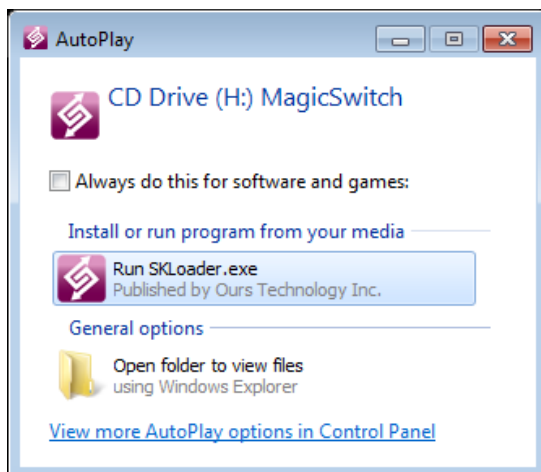 AutoPlay
CD Drive (H:) MagicSwitch
Always do this for software and games:
Install or run program from your media
Run SKLoader.exe
Published by Ours Technology Inc.
General options
Open folder to view files
using Windows Explorer
View more AutoPlay options in Control Panel